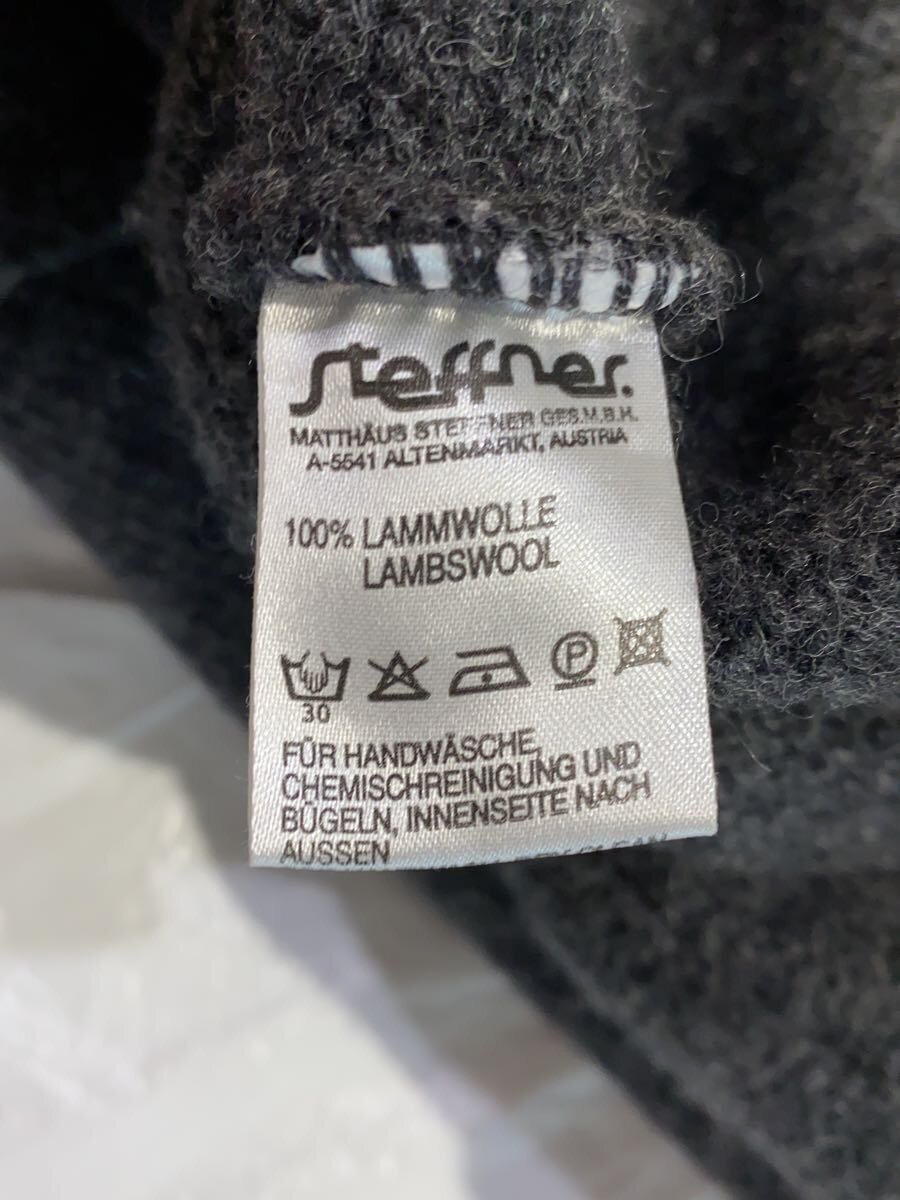 steffner.
MATTHÄUS STEFFNER GES.M.B.H.
A-5541 ALTENMARKT, AUSTRIA
100% LAMMWOLLE
LAMBSWOOL
P
30
FÜR HANDWÄSCHE,
CHEMISCHREINIGUNG UND
BÜGELN, INNENSEITE NACH
AUSSEN